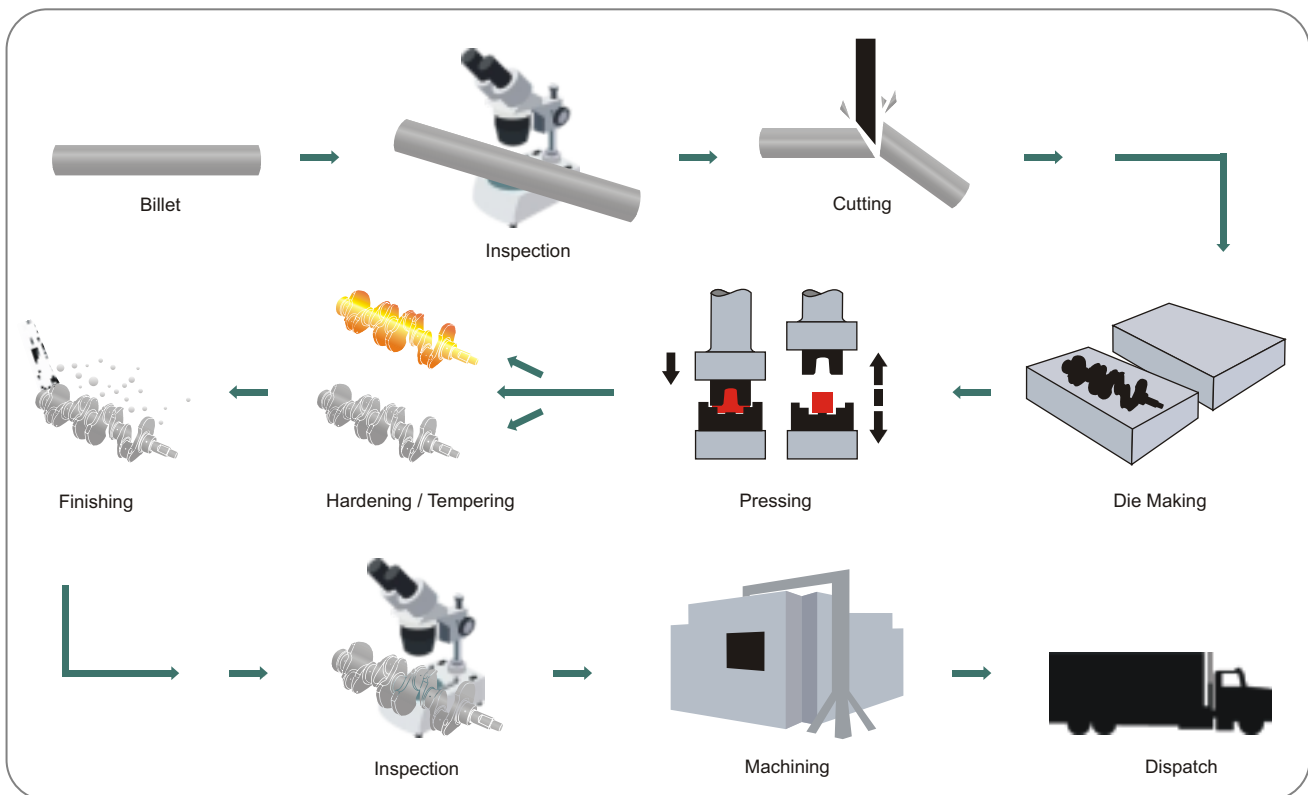 Billet
Inspection
Cutting
Finishing
Hardening / Tempering
Pressing
Die Making
Inspection
Machining
Dispatch